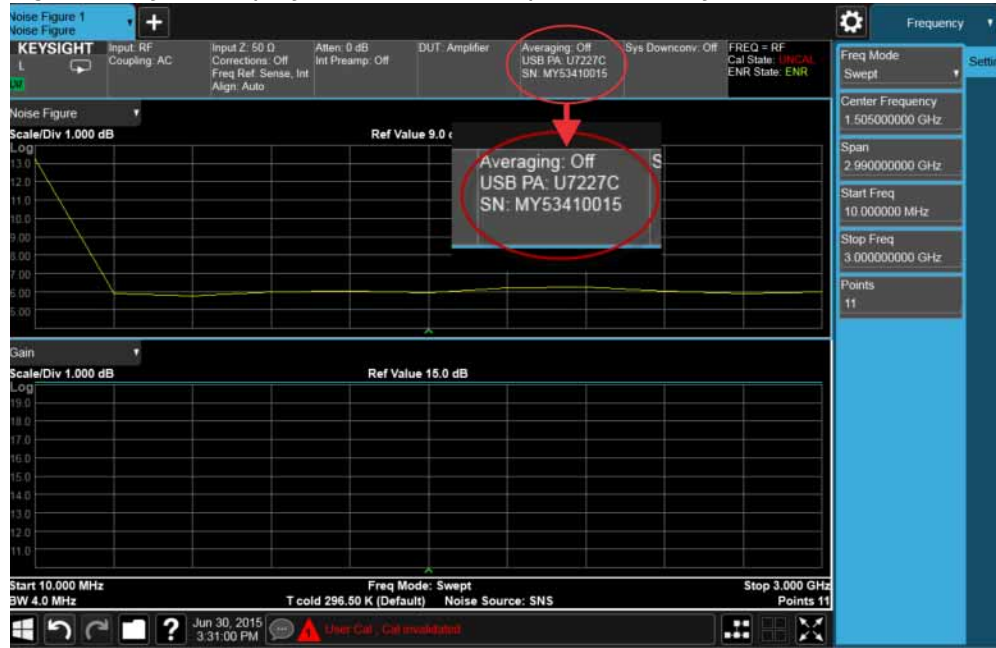 Noise Figure 1
Noise Figure
Frequency
KEYSIGHT
L
Input: RF
Coupling: AC
Input Z: 50 Ω
Corrections: Off
Freq Ref: Sense, Int
Align: Auto
Atten: 0 dB
Int Preamp: Off
DUT: Amplifier
Averaging: Off
USB PA: U7227C
SN: MY53410015
Sys Downconv: Off
FREQ = RF
Cal State: UNCAL
ENR State: ENR
Freq Mode
Swept
Center Frequency
1.505000000 GHz
Span
2.990000000 GHz
Start Freq
10.000000 MHz
Stop Freq
3.000000000 GHz
Points
11
Noise Figure
Scale/Div 1.000 dB
Ref Value 9.0
Log
13.0
12.0
11.0
10.0
9.00
8.00
7.00
6.00
5.00
Averaging: Off
USB PA: U7227C
SN: MY53410015
S
Gain
Scale/Div 1.000 dB
Ref Value 15.0 dB
Log
19.0
18.0
17.0
16.0
15.0
14.0
13.0
12.0
11.0
Start 10.000 MHz
Freq Mode: Swept
Stop 3.000 GHz
BW 4.0 MHz
T cold 296.50 K (Default)
Noise Source: SNS
Points 11
?
Jun 30, 2015
3:31:00 PM
User Cal , Cal invalidated